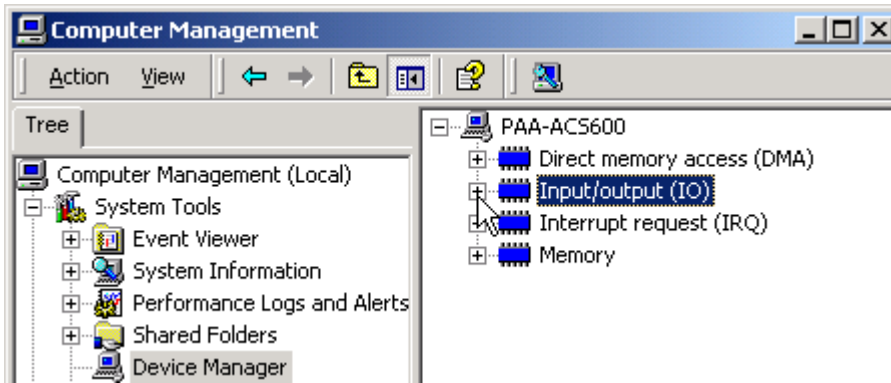 Computer Management
Action View
Tree
Computer Management (Local)
System Tools
Event Viewer
System Information
Performance Logs and Alerts
Shared Folders
Device Manager
PAA-ACS600
Direct memory access (DMA)
Input/output (IO)
Interrupt request (IRQ)
Memory